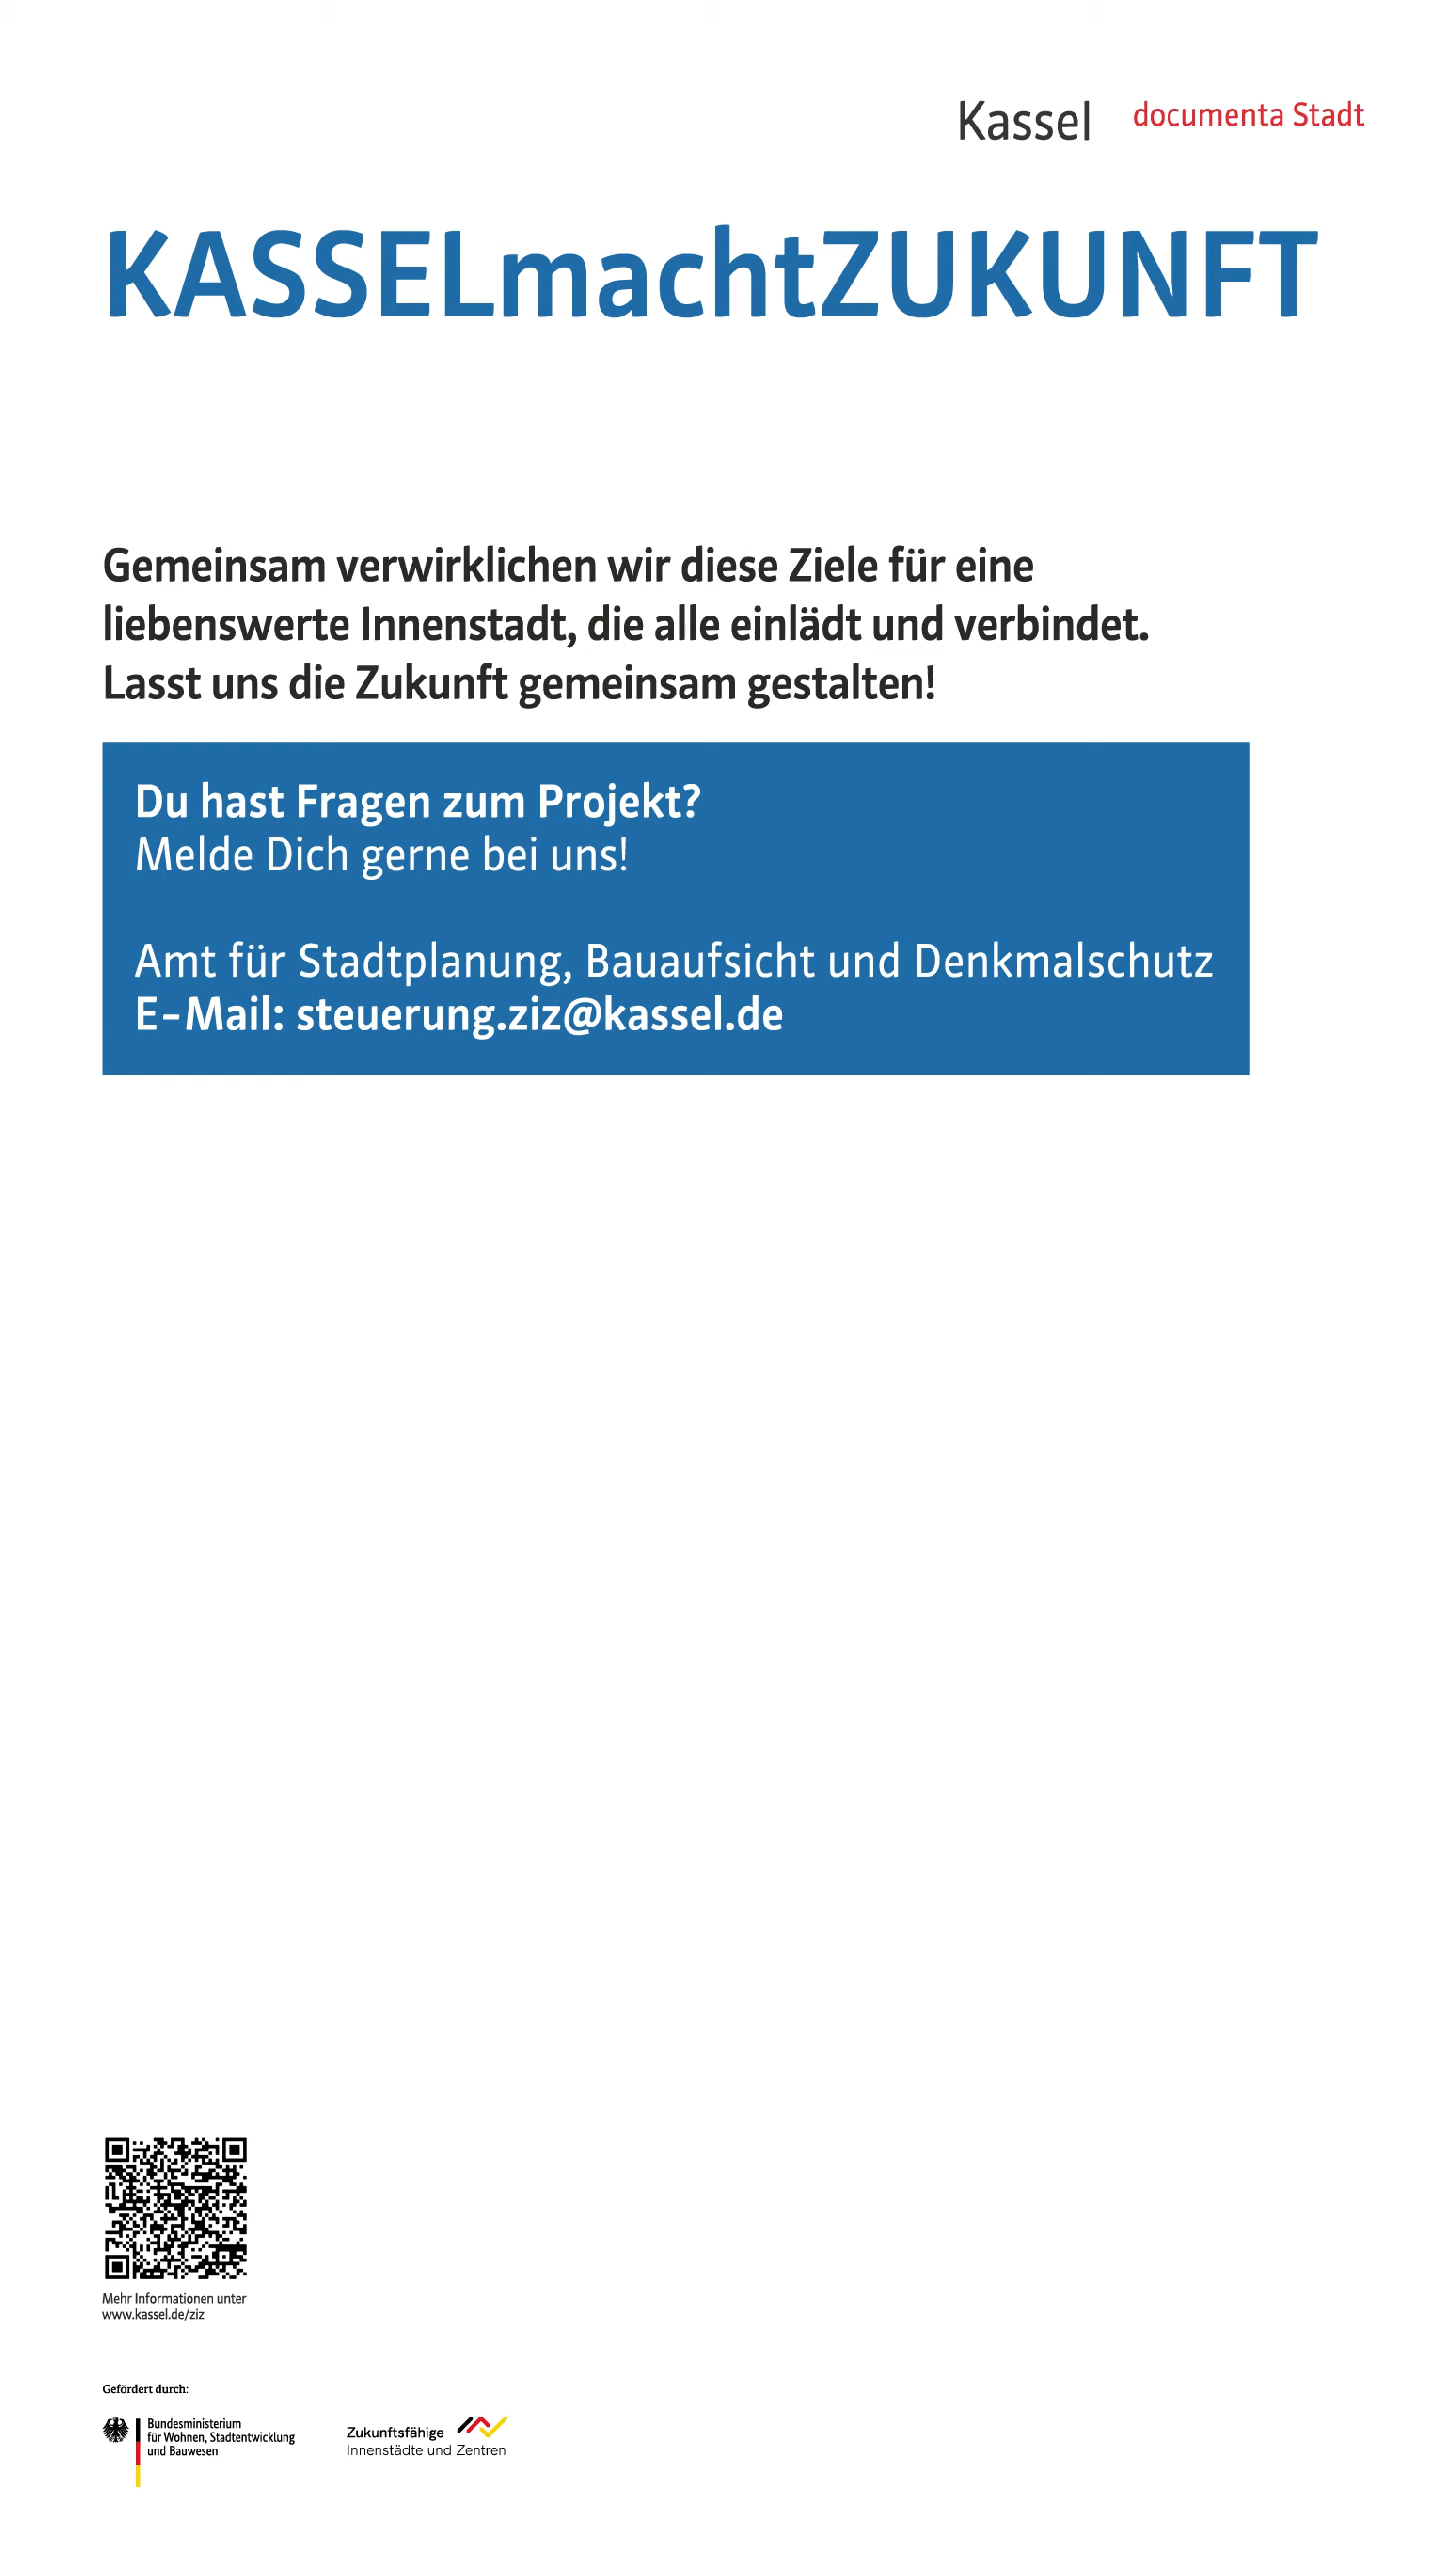 Kassel documenta Stadt
KASSELmachtZUKUNFT
Gemeinsam verwirklichen wir diese Ziele für eine
liebenswerte Innenstadt, die alle einlädt und verbindet.
Lasst uns die Zukunft gemeinsam gestalten!
Du hast Fragen zum Projekt?
Melde Dich gerne bei uns!
Amt für Stadtplanung, Bauaufsicht und Denkmalschutz
E-Mail: steuerung.ziz@kassel.de
Mehr Informationen unter
www.kassel.de/ziz
Gefördert durch:
Bundesministerium
für Wohnen, Stadtentwicklung
und Bauwesen
Zukunftsfähige
Innenstädte und Zentren